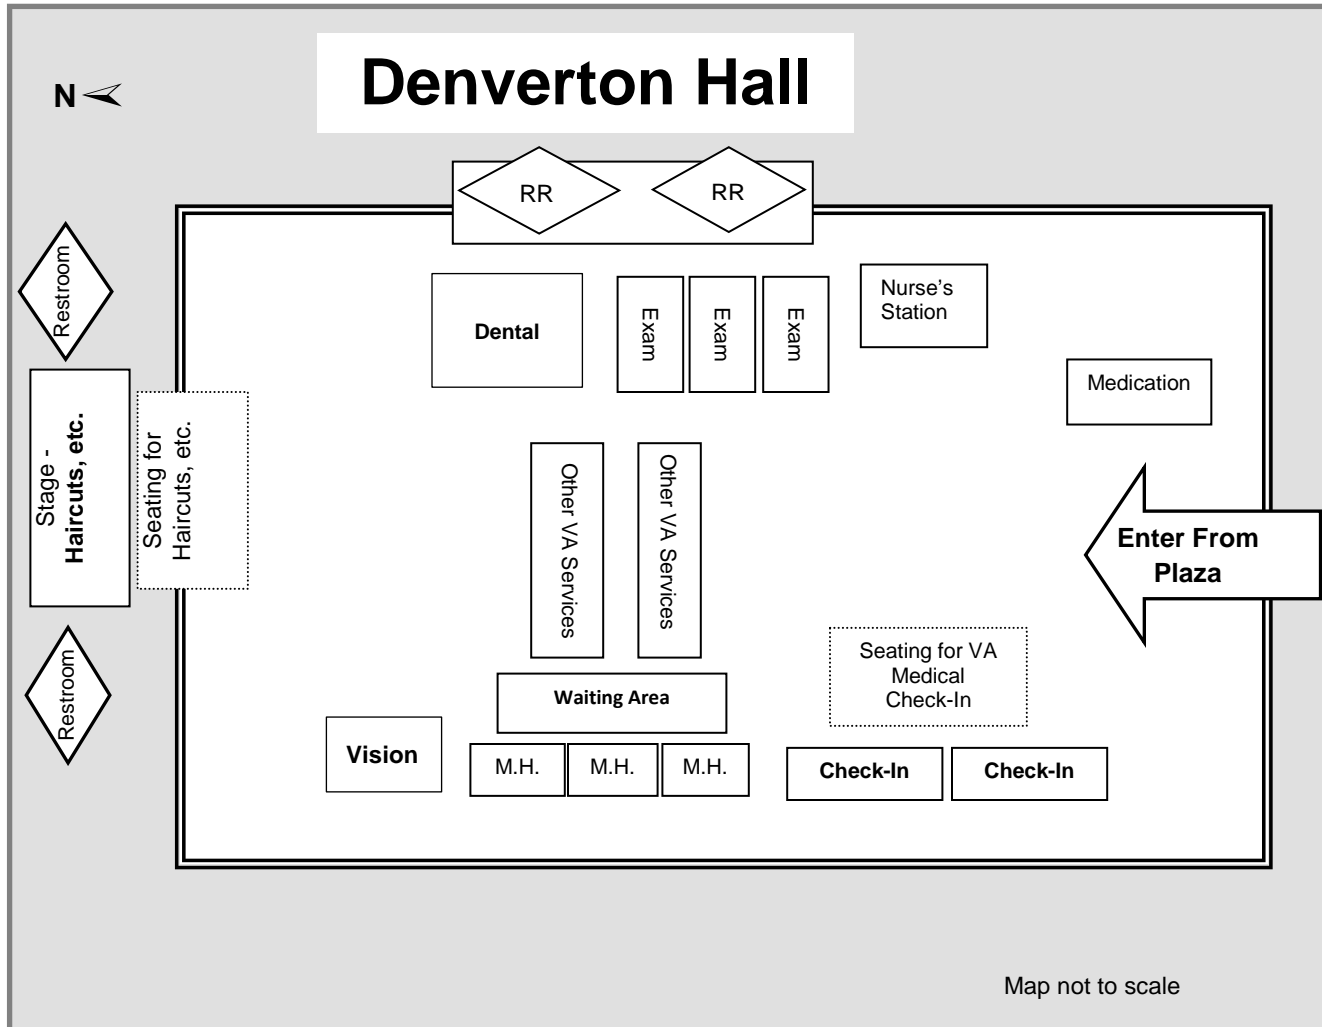 Denverton Hall
N
RR
RR
Restroom
Dental
Exam
Exam
Exam
Nurse's
Station
Medication
Stage -
Haircuts, etc.
Seating for
Haircuts, etc.
Other VA Services
Other VA Services
Enter From
Plaza
Seating for VA
Medical
Check-In
Restroom
Waiting Area
Vision
M.H.
M.H.
M.H.
Check-In
Check-In
Map not to scale